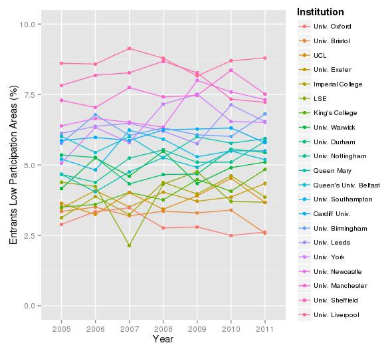 Institution
Univ. Oxford
Univ. Bristol
UCL
Univ. Exeter
Imperial College
LSE
King's College
Univ. Warwick
Univ. Durham
Univ. Nottingham
Queen Mary
Queen's Univ. Belfast
Univ. Southampton
Cardiff Univ.
Univ. Birmingham
Univ. Leeds
Univ. York
Univ. Newcastle
Univ. Manchester
Univ. Sheffield
Univ. Liverpool
Entrants Low Participation Areas (%)
10.0
7.5
5.0
2.5
0.0
2005 2006 2007 2008 2009 2010 2011
Year